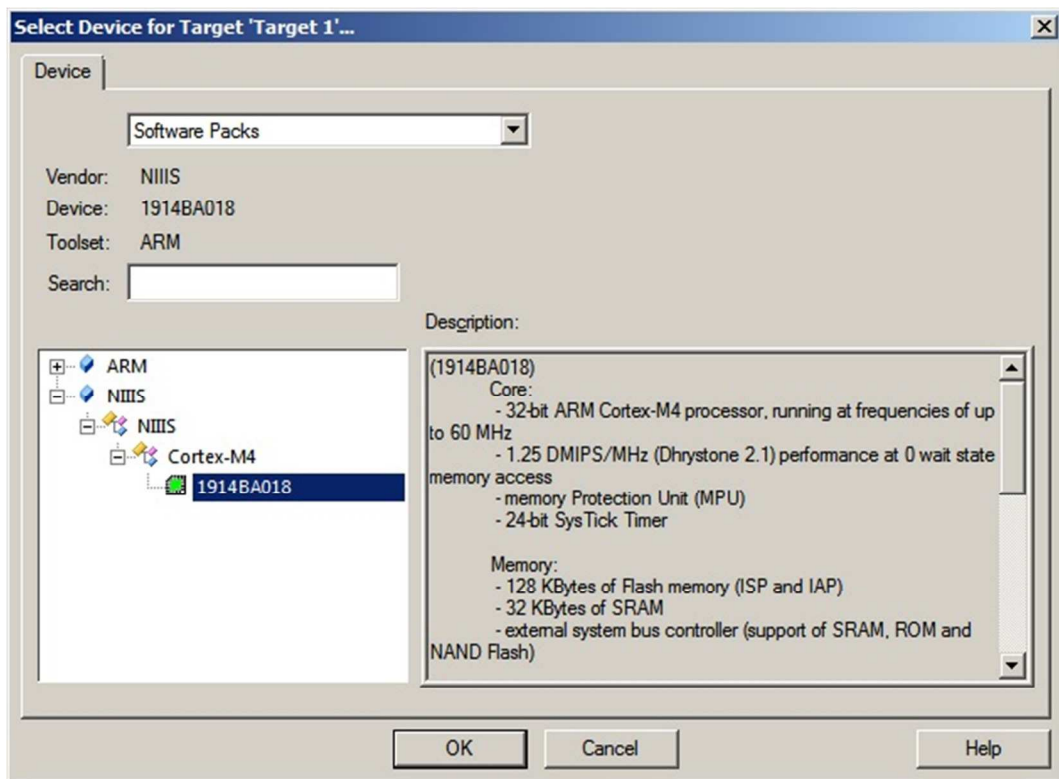 Select Device for Target 'Target 1'...
Device
Software Packs
Vendor: NIIIS
Device: 1914BA018
Toolset: ARM
Search:
Description:
ARM
NIIIS
NIIIS
Cortex-M4
1914BA018
(1914BA018)
Core:
- 32-bit ARM Cortex-M4 processor, running at frequencies of up
to 60 MHz
- 1.25 DMIPS/MHz (Dhrystone 2.1) performance at 0 wait state
memory access
- memory Protection Unit (MPU)
- 24-bit SysTick Timer
Memory:
- 128 KBytes of Flash memory (ISP and IAP)
- 32 KBytes of SRAM
- external system bus controller (support of SRAM, ROM and
NAND Flash)
OK
Cancel
Help